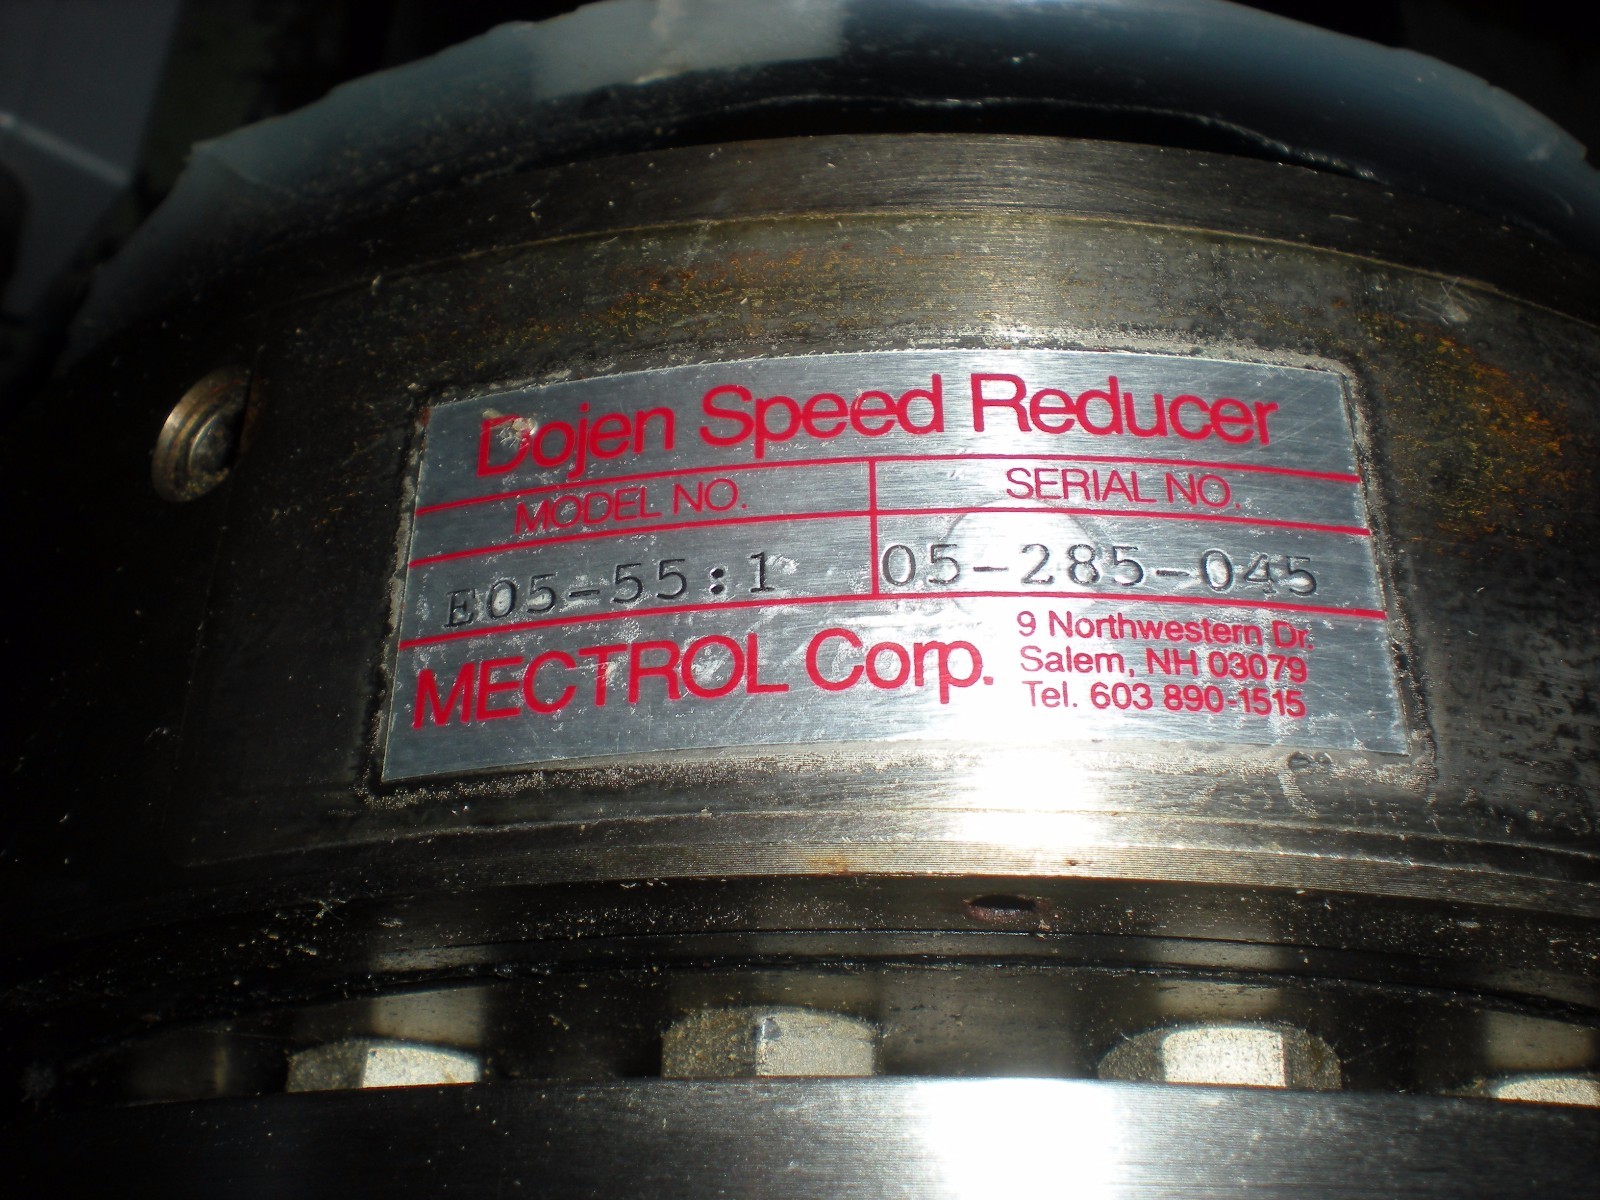 Dojen Speed Reducer
MODEL NO. SERIAL NO.
E05-55:1 05-285-045
MECTROL Corp.
9 Northwestern Dr.
Salem, NH 03079
Tel. 603 890-1515